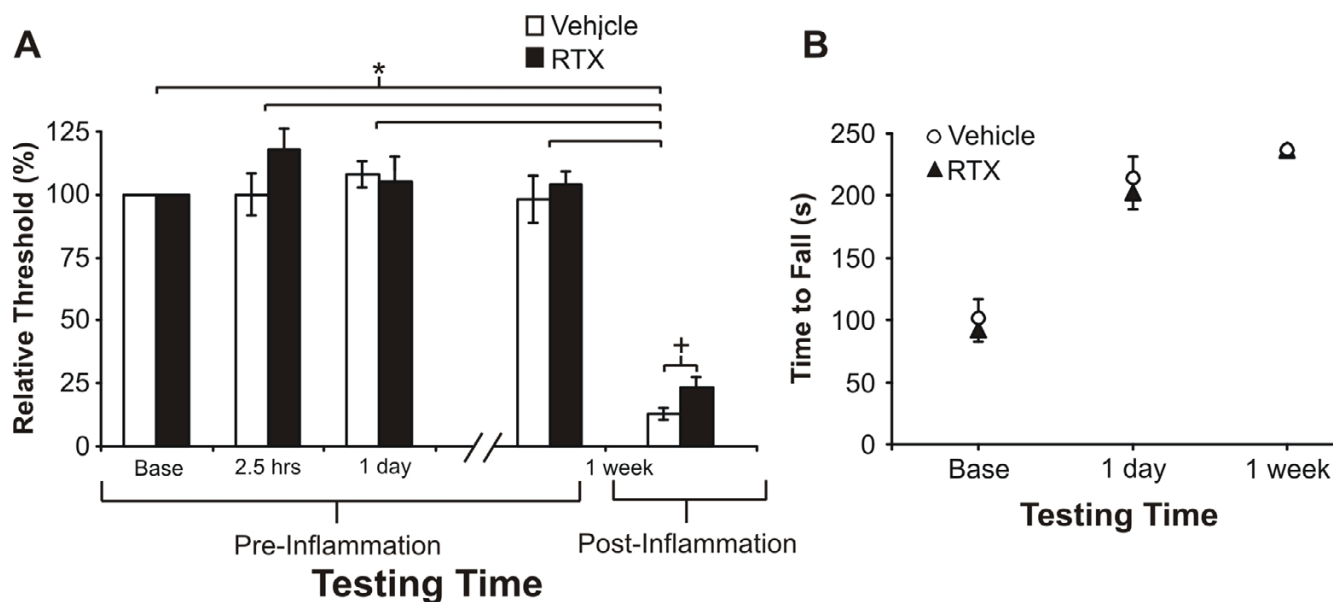 A
Vehicle
RTX
*
Relative Threshold (%)
125
100
75
50
25
0
+
Base 2.5 hrs 1 day 1 week
Pre-Inflammation Post-Inflammation
Testing Time
B
Vehicle
RTX
Time to Fall (s)
250
200
150
100
50
0
Base 1 day 1 week
Testing Time